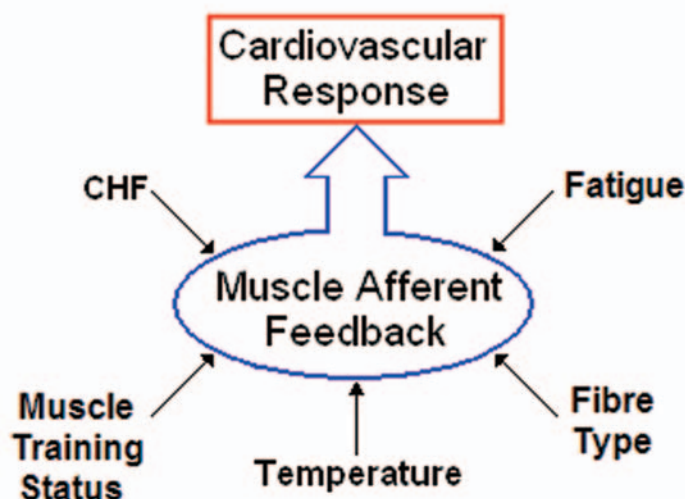 Cardiovascular
Response
CHF
Fatigue
Muscle Afferent
Feedback
Muscle
Training
Status
Temperature
Fibre
Type